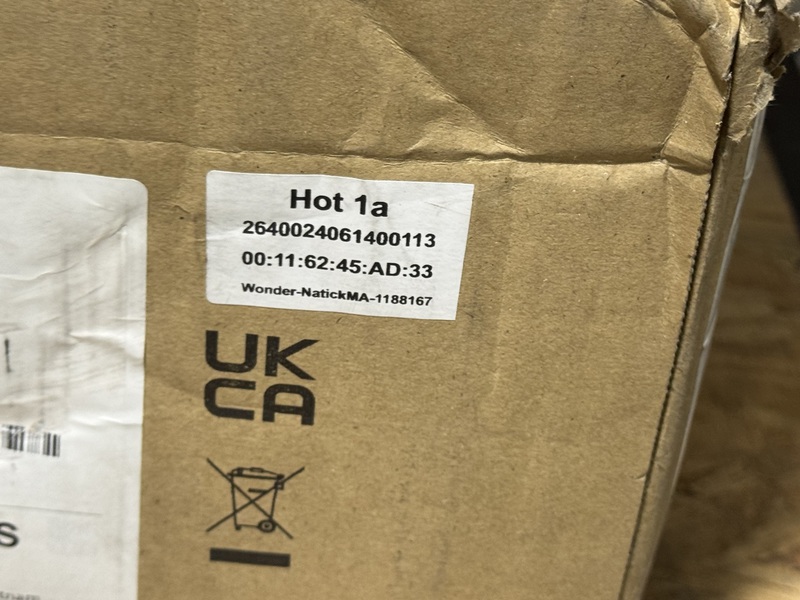 Hot 1a
2640024061400113
00:11:62:45:AD:33
Wonder-NatickMA-1188167
UK
CA
S